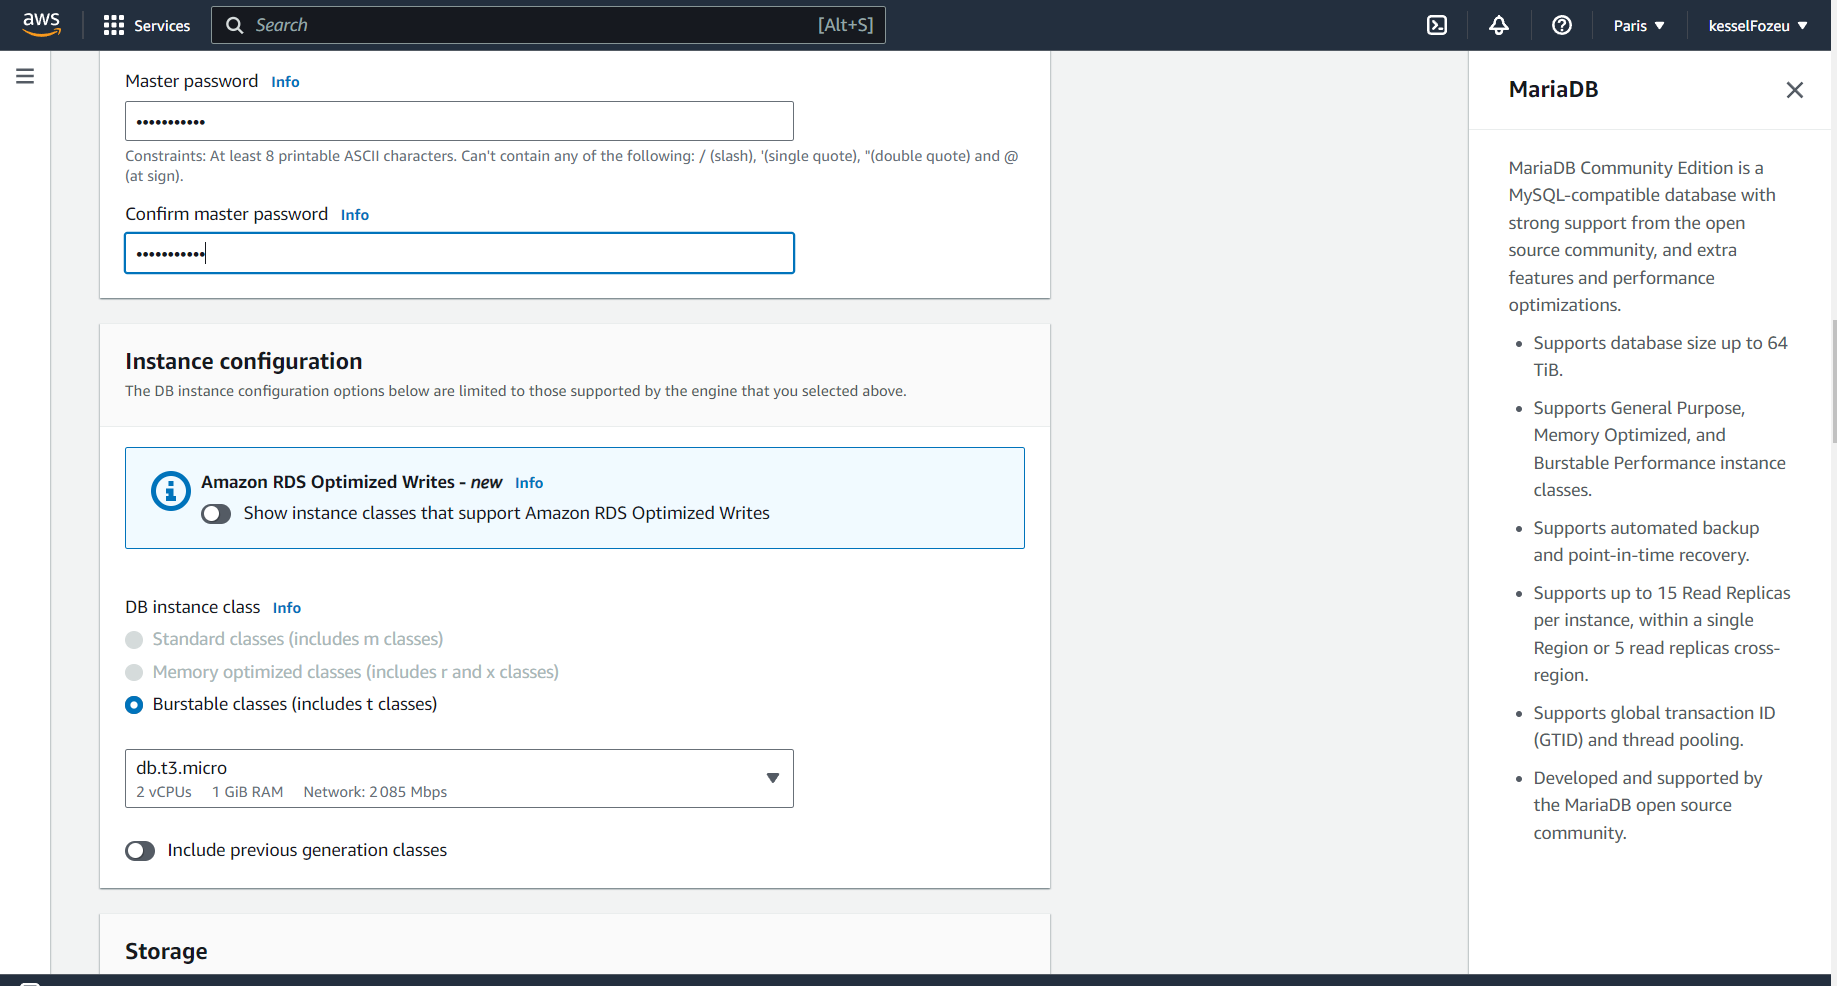 aws
Services
Search
[Alt+S]
Paris
kesselFozeu
Master password Info
•••••••••••
Constraints: At least 8 printable ASCII characters. Can't contain any of the following: / (slash), '(single quote), "(double quote) and @
(at sign).
Confirm master password Info
•••••••••••
Instance configuration
The DB instance configuration options below are limited to those supported by the engine that you selected above.
Amazon RDS Optimized Writes - new Info
Show instance classes that support Amazon RDS Optimized Writes
DB instance class Info
Standard classes (includes m classes)
Memory optimized classes (includes r and x classes)
Burstable classes (includes t classes)
db.t3.micro
2 vCPUs 1 GiB RAM Network: 2 085 Mbps
Include previous generation classes
Storage
MariaDB
MariaDB Community Edition is a
MySQL-compatible database with
strong support from the open
source community, and extra
features and performance
optimizations.
• Supports database size up to 64
TiB.
• Supports General Purpose,
Memory Optimized, and
Burstable Performance instance
classes.
• Supports automated backup
and point-in-time recovery.
• Supports up to 15 Read Replicas
per instance, within a single
Region or 5 read replicas cross-
region.
• Supports global transaction ID
(GTID) and thread pooling.
• Developed and supported by
the MariaDB open source
community.